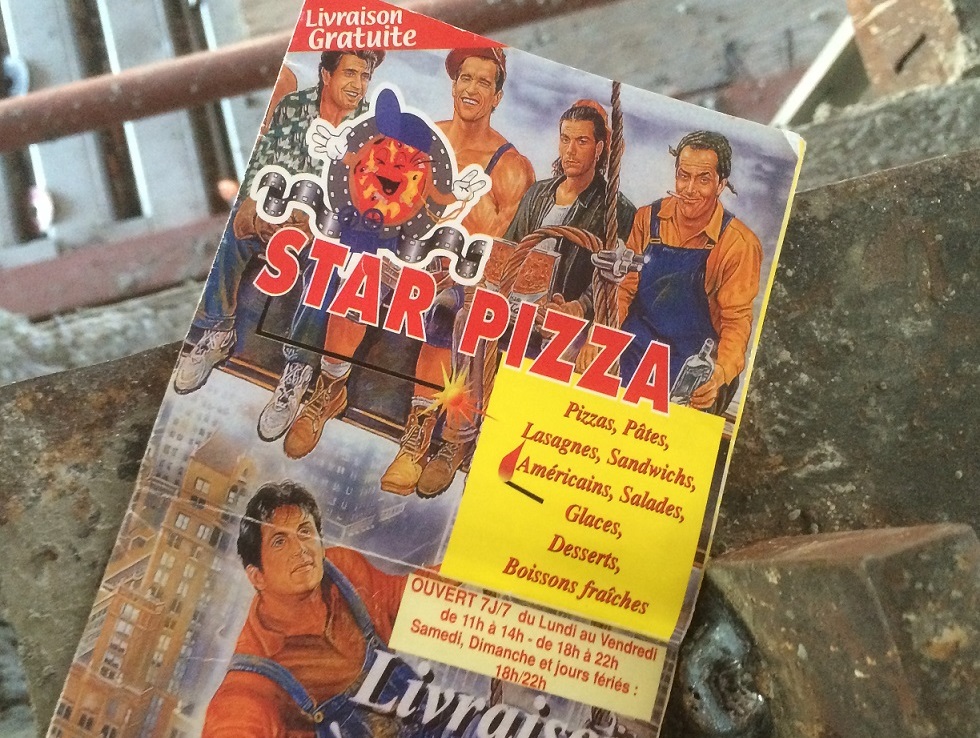 Livraison
Gratuite
STAR PIZZA
Pizzas, Pâtes,
Lasagnes, Sandwichs,
Américains, Salades,
Glaces,
Desserts,
Boissons fraîches
OUVERT 7J/7 du Lundi au Vendredi
de 11h à 14h - de 18h à 22h
Samedi, Dimanche et jours fériés :
18h/22h